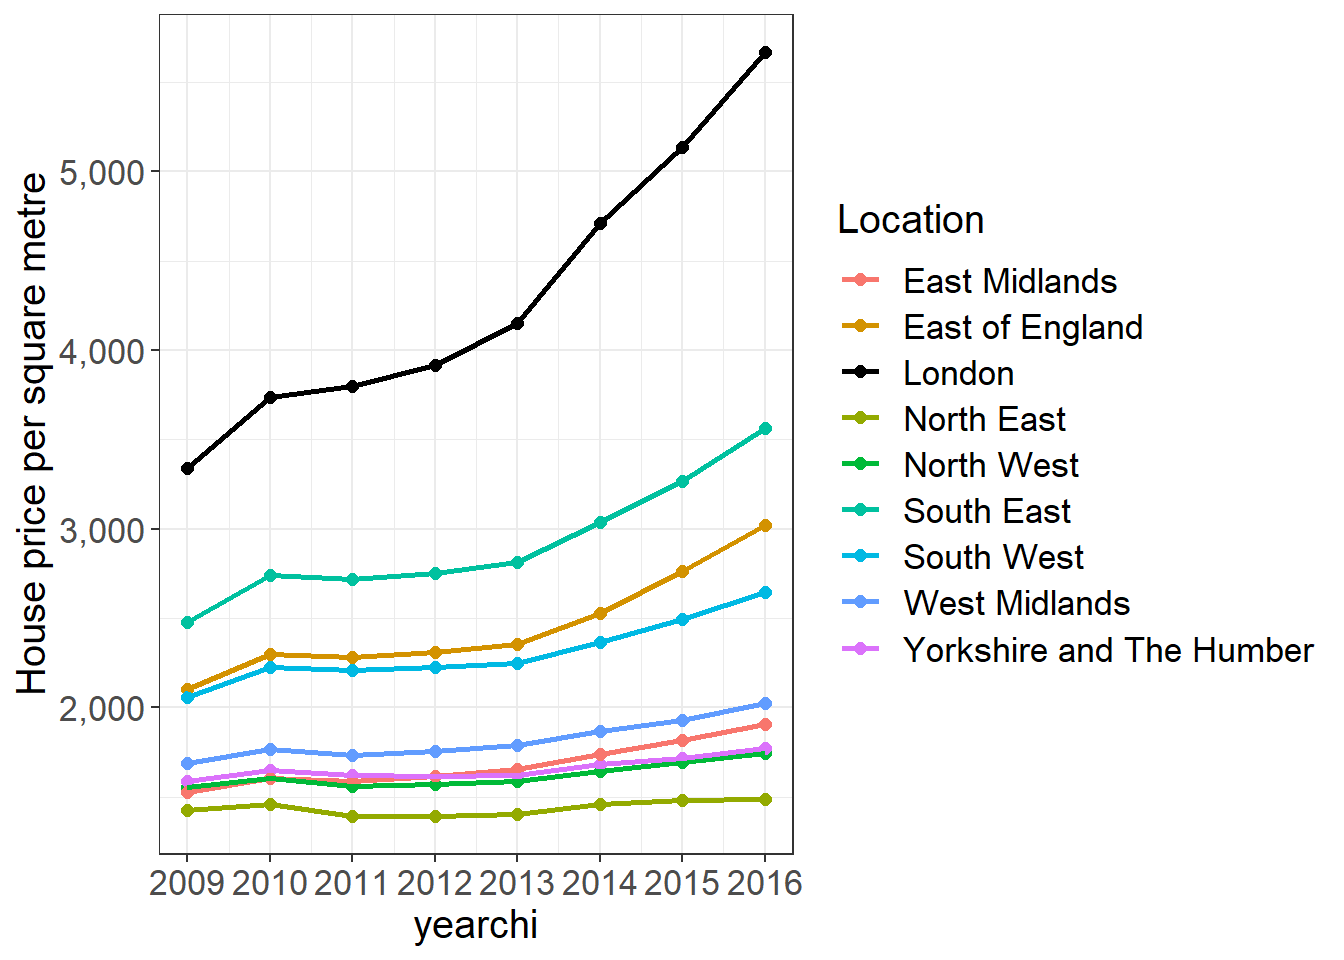 House price per square metre
5,000
4,000
3,000
2,000
2009 2010 2011 2012 2013 2014 2015 2016
yearchi
Location
East Midlands
East of England
London
North East
North West
South East
South West
West Midlands
Yorkshire and The Humber